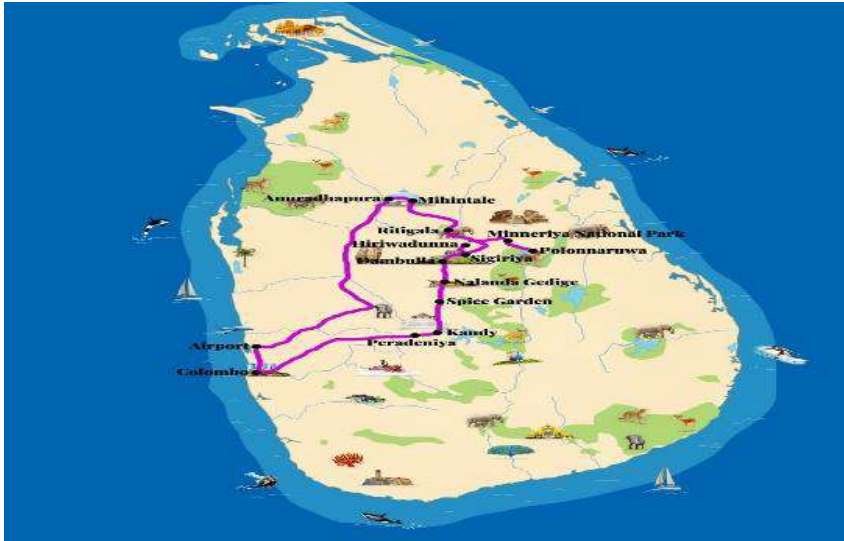 Anuradhapura
Mihintale
Ritigala
Minneriya National Park
Hiriwadunna
Polonnaruwa
Sigiriya
Dambulla
Nalanda Gedige
Spice Garden
Kandy
Peradeniya
Airport
Colombo